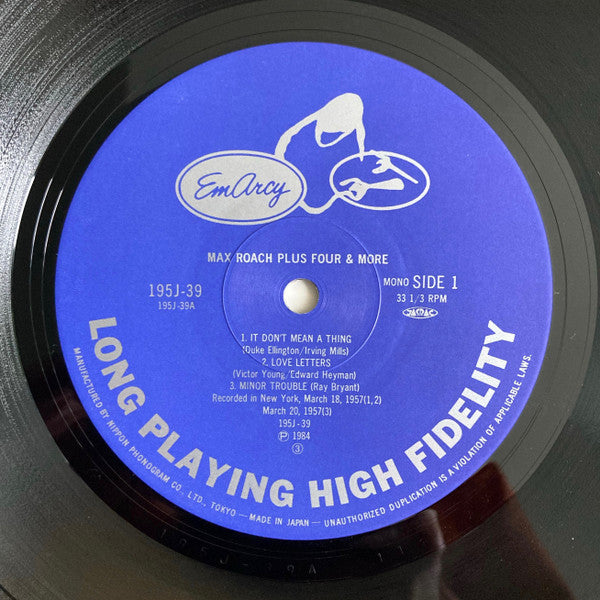 EmArcy
MAX ROACH PLUS FOUR & MORE
195J-39
195J-39A
MONO SIDE 1
33 1/3 RPM
1. IT DON'T MEAN A THING
(Duke Ellington/Irving Mills)
2. LOVE LETTERS
(Victor Young/Edward Heyman)
3. MINOR TROUBLE (Ray Bryant)
Recorded in New York, March 18, 1957(1,2)
March 20, 1957(3)
195J-39
Ⓟ 1984
③
LONG PLAYING HIGH FIDELITY
MANUFACTURED BY NIPPON PHONOGRAM CO., LTD., TOKYO — MADE IN JAPAN — UNAUTHORIZED DUPLICATION IS A VIOLATION OF APPLICABLE LAWS.
195J-39A